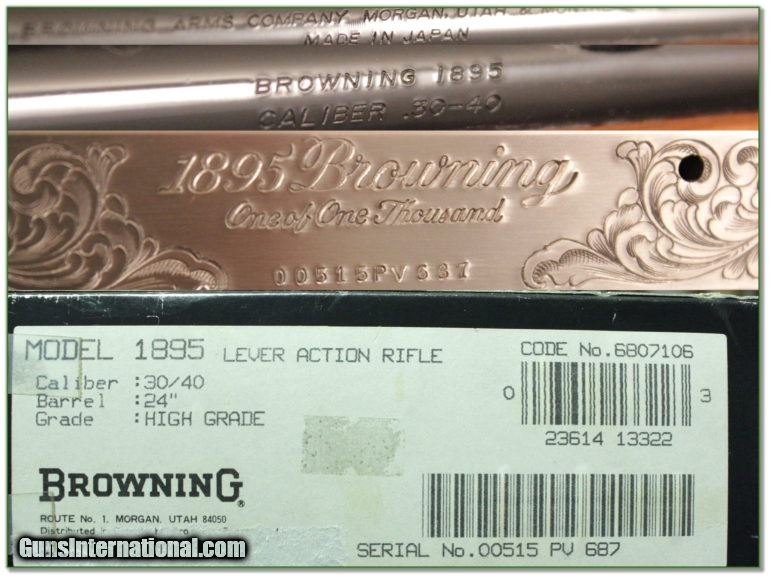 BROWNING ARMS COMPANY MORGAN, UTAH &
MADE IN JAPAN
BROWNING 1895
CALIBER .30-40
1895 Browning
One of One Thousand
00515PV687
MODEL 1895 LEVER ACTION RIFLE
Caliber :30/40
Barrel :24"
Grade :HIGH GRADE
CODE No.6807106
0 3
23614 13322
BROWNING®
ROUTE No. 1, MORGAN, UTAH 84050
Distributed
SERIAL No.00515 PV 687
GunsInternational.com